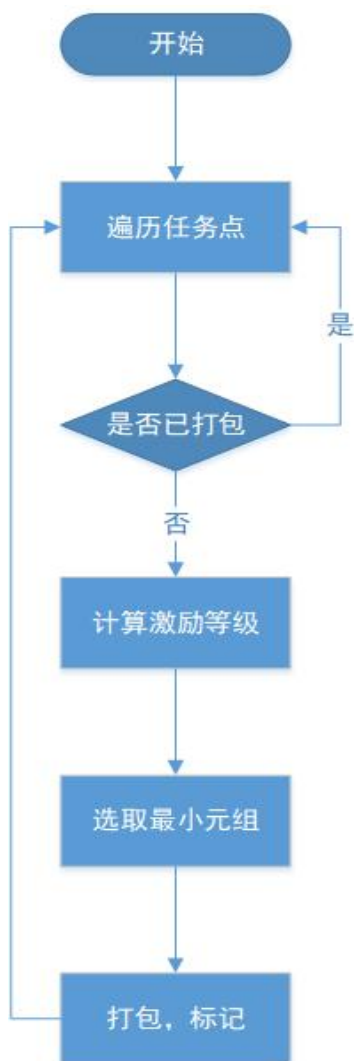 开始
遍历任务点
是
是否已打包
否
计算激励等级
选取最小元组
打包，标记